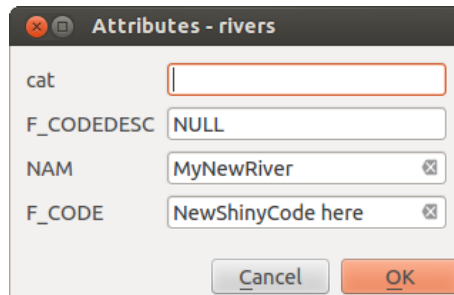 Attributes - rivers
cat
F_CODEDESC NULL
NAM MyNewRiver
F_CODE NewShinyCode here
Cancel OK